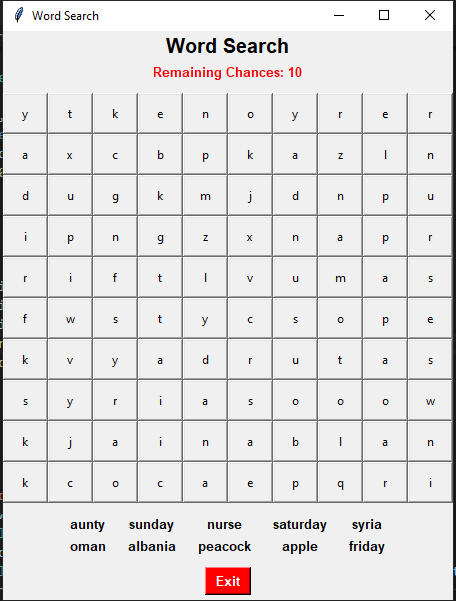 Word Search
Word Search
Remaining Chances: 10
y t k e n o y r e r
a x c b p k a z l n
d u g k m j d n p u
i p n g z x n a p r
r i f t l v u m a s
f w s t y c s o p e
k v y a d r u t a s
s y r i a s o o o w
k j a i n a b l a n
k c o c a e p q r i
aunty sunday nurse saturday syria
oman albania peacock apple friday
Exit